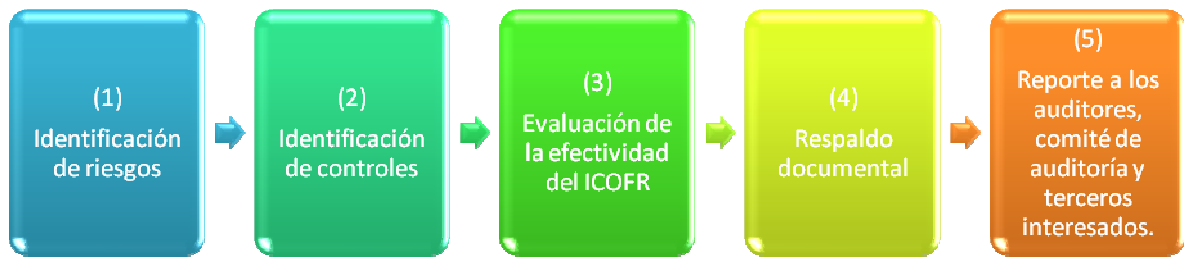 (1)
Identificación
de riesgos
(2)
Identificación
de controles
(3)
Evaluación de
la efectividad
del ICOFR
(4)
Respaldo
documental
(5)
Reporte a los
auditores,
comité de
auditoría y
terceros
interesados.